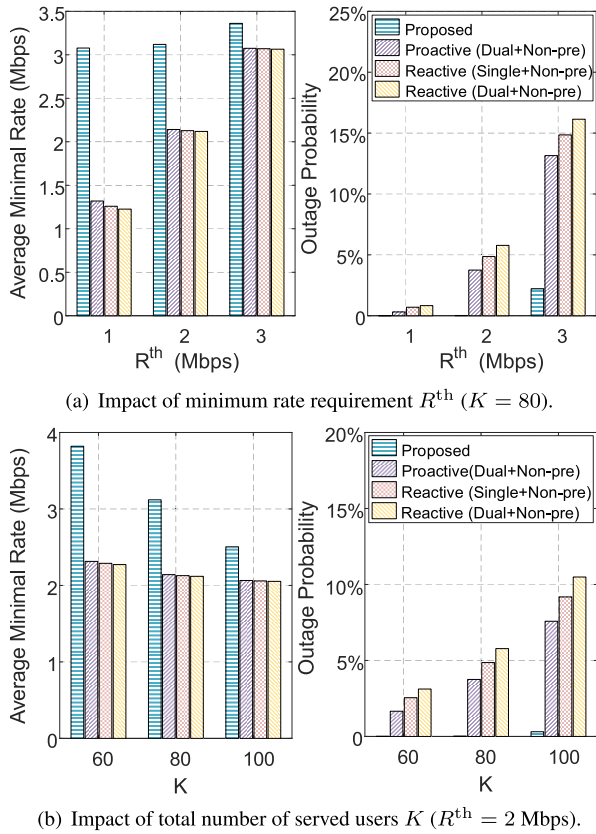 3.5
3
2.5
2
1.5
1
0.5
0
Average Minimal Rate (Mbps)
1 2 3
R^th (Mbps)
25%
20%
15%
10%
5%
0
Outage Probability
Proposed
Proactive (Dual+Non-pre)
Reactive (Single+Non-pre)
Reactive (Dual+Non-pre)
1 2 3
R^th (Mbps)
(a) Impact of minimum rate requirement R^th (K = 80).
4
3
2
1
0
Average Minimal Rate (Mbps)
60 80 100
K
20%
15%
10%
5%
0
Outage Probability
Proposed
Proactive(Dual+Non-pre)
Reactive (Single+Non-pre)
Reactive (Dual+Non-pre)
60 80 100
K
(b) Impact of total number of served users K (R^th = 2 Mbps).